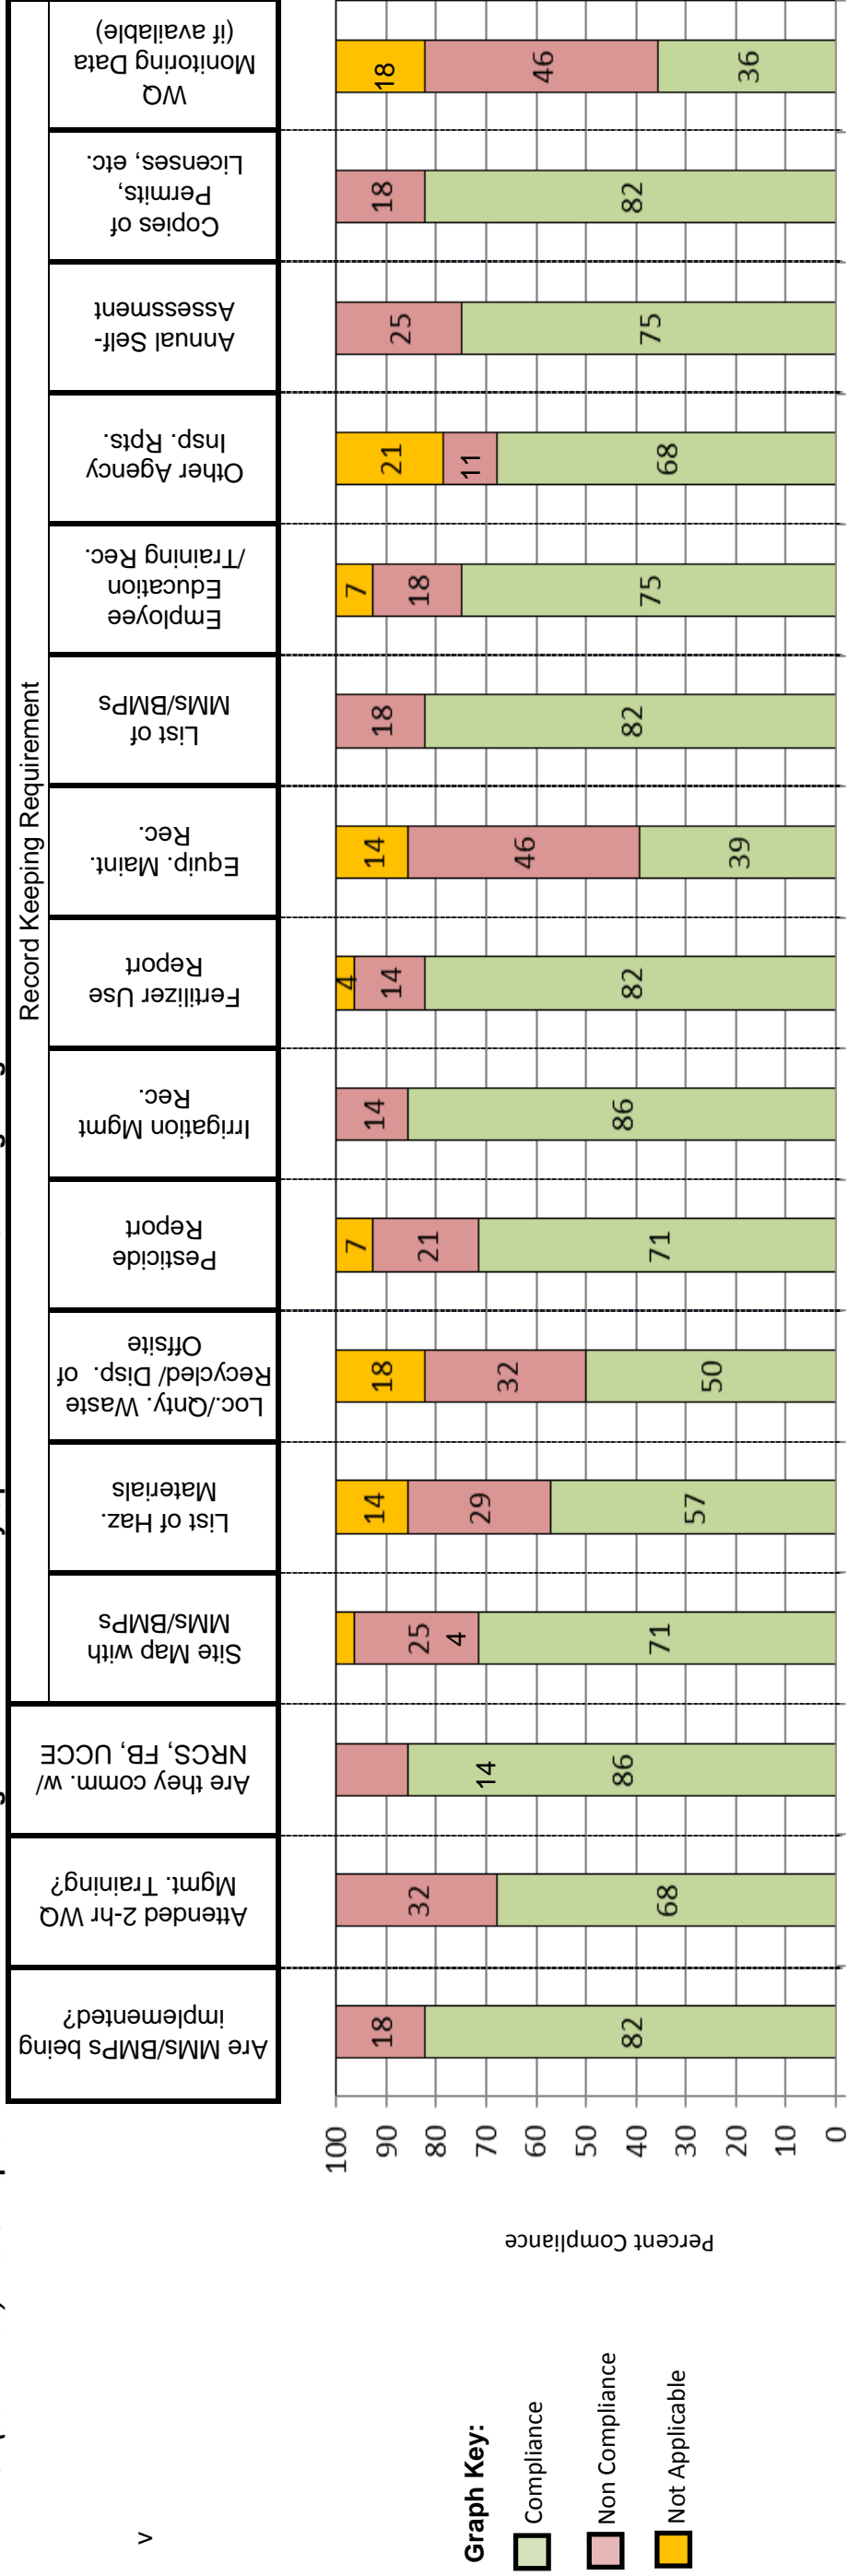 Record Keeping Requirement
Are MMs/BMPs being
implemented?
Attended 2-hr WQ
Mgmt. Training?
Are they comm. w/
NRCS, FB, UCCE
Site Map with
MMs/BMPs
List of Haz.
Materials
Loc./Qnty. Waste
Recycled/ Disp. of
Offsite
Pesticide
Report
Irrigation Mgmt
Rec.
Fertilizer Use
Report
Equip. Maint.
Rec.
List of
MMs/BMPs
Employee
Education
/Training Rec.
Other Agency
Insp. Rpts.
Annual Self-
Assessment
Copies of
Permits,
Licenses, etc.
WQ
Monitoring Data
(if available)
>
Percent Compliance
100
90
80
70
60
50
40
30
20
10
0
18
82
32
68
14
86
25
4
71
14
29
57
18
32
50
7
21
71
14
86
4
14
82
14
46
39
18
82
7
18
75
21
11
68
25
75
18
82
18
46
36
Graph Key:
Compliance
Non Compliance
Not Applicable